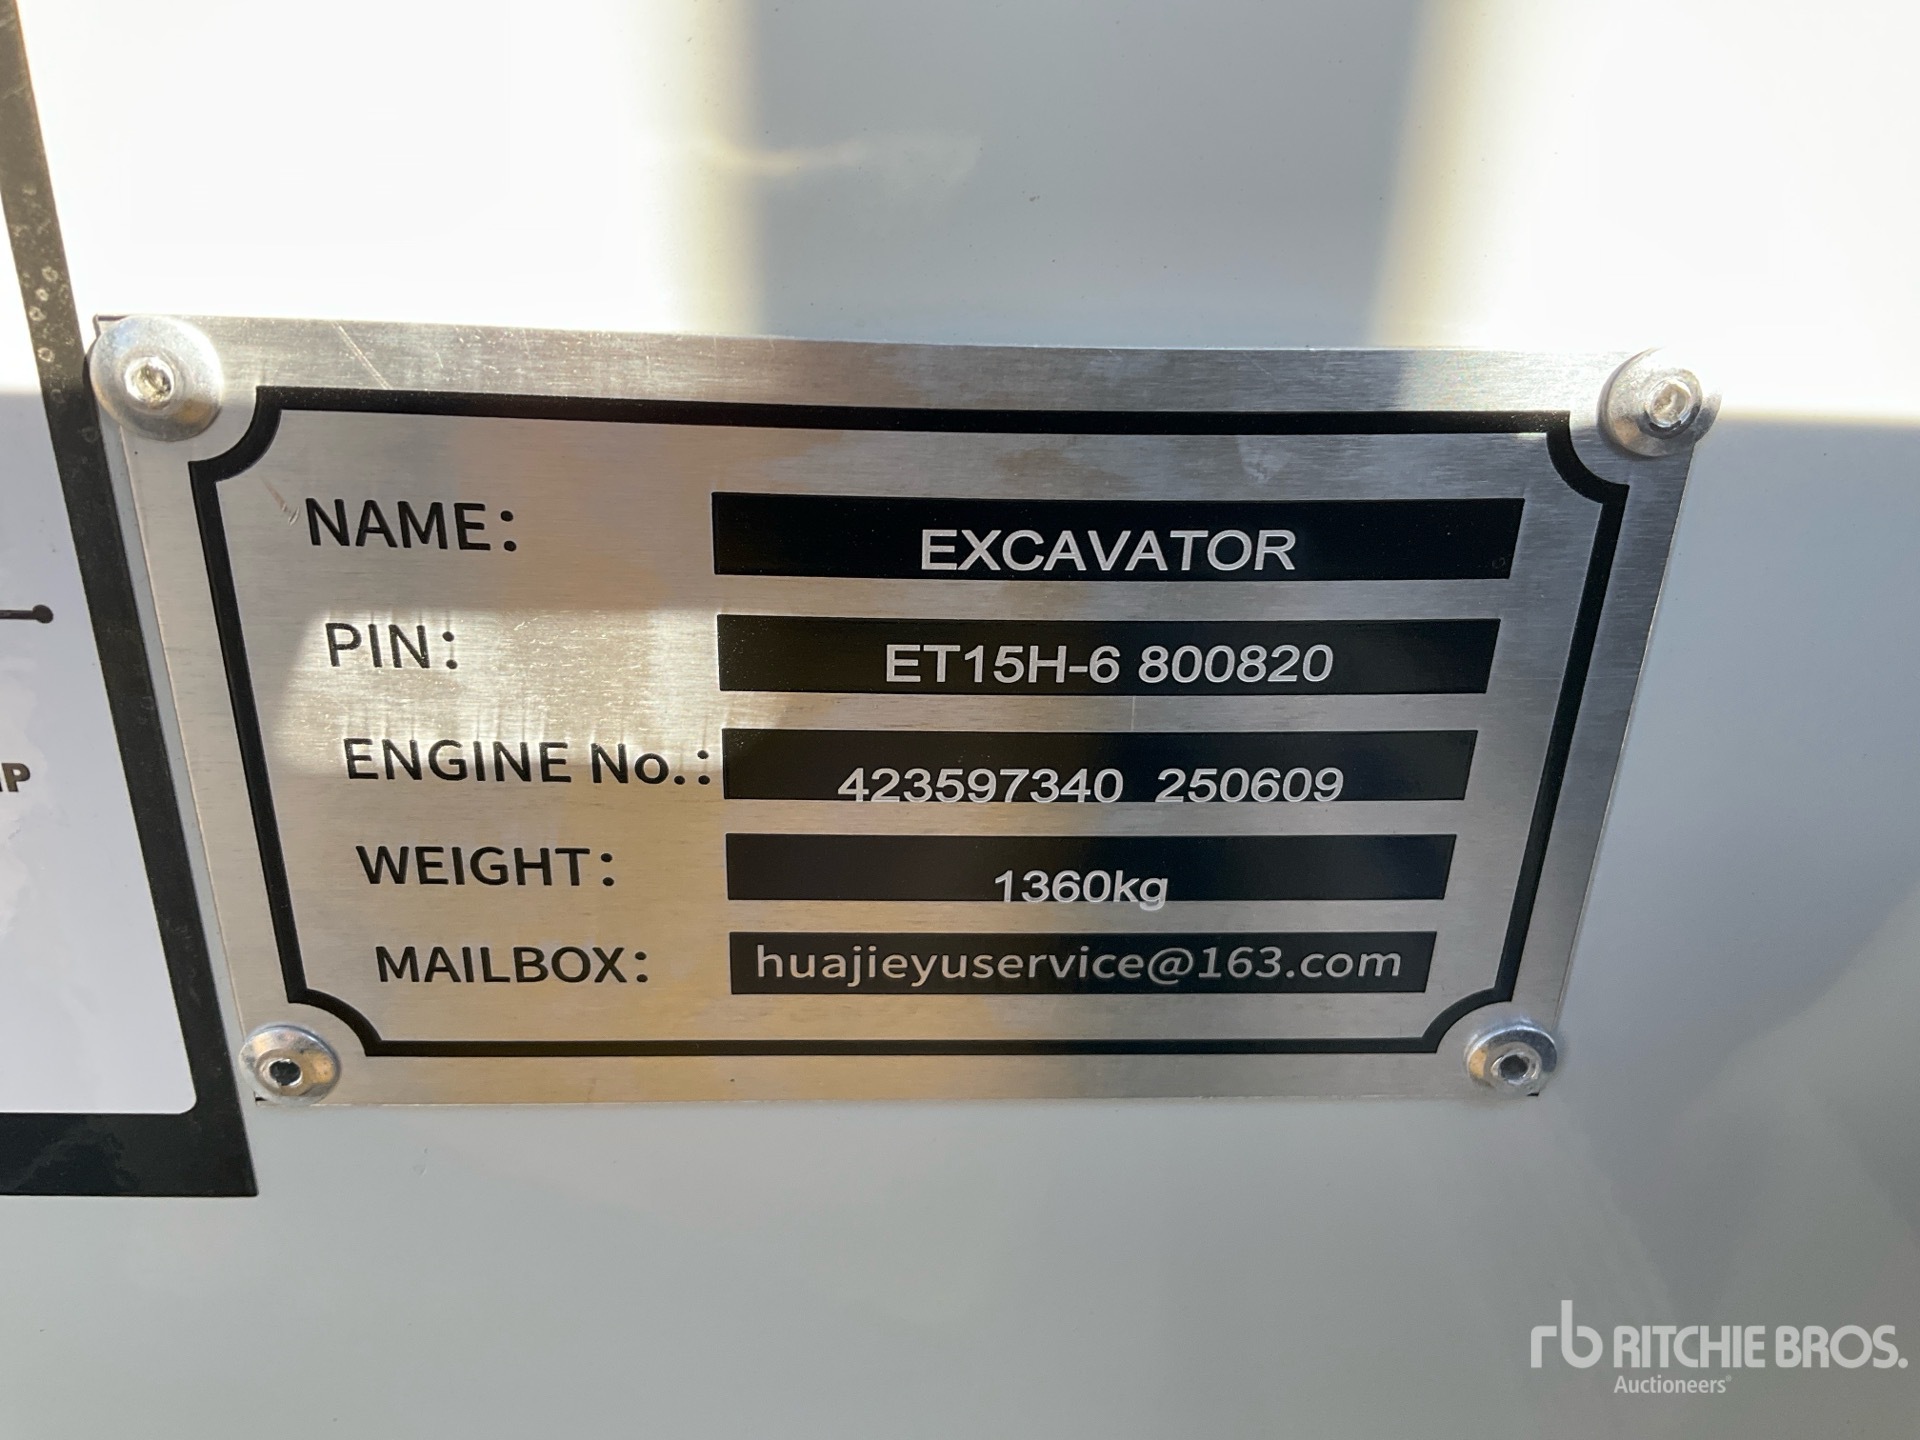 NAME: EXCAVATOR
PIN: ET15H-6 800820
ENGINE No.: 423597340 250609
WEIGHT: 1360kg
MAILBOX: huajieyuservice@163.com
rb RITCHIE BROS.
Auctioneers